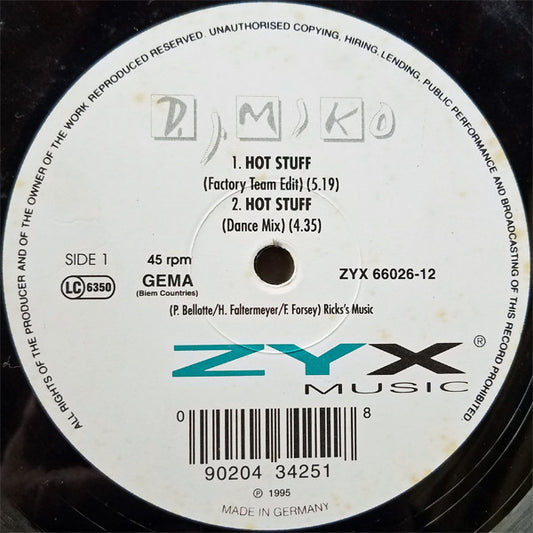 ALL RIGHTS OF THE PRODUCER AND OF THE OWNER OF THE WORK REPRODUCED RESERVED. UNAUTHORISED COPYING, HIRING, LENDING, PUBLIC PERFORMANCE AND BROADCASTING OF THIS RECORD PROHIBITED
D.J. MIKO
1. HOT STUFF
(Factory Team Edit) (5.19)
2. HOT STUFF
(Dance Mix) (4.35)
SIDE 1 45 rpm
LC 6350 GEMA
(Biem Countries)
ZYX 66026-12
(P. Bellotte/H. Faltermeyer/F. Forsey) Ricks's Music
ZYX ®
MUSIC
0 90204 34251 8
℗ 1995
MADE IN GERMANY